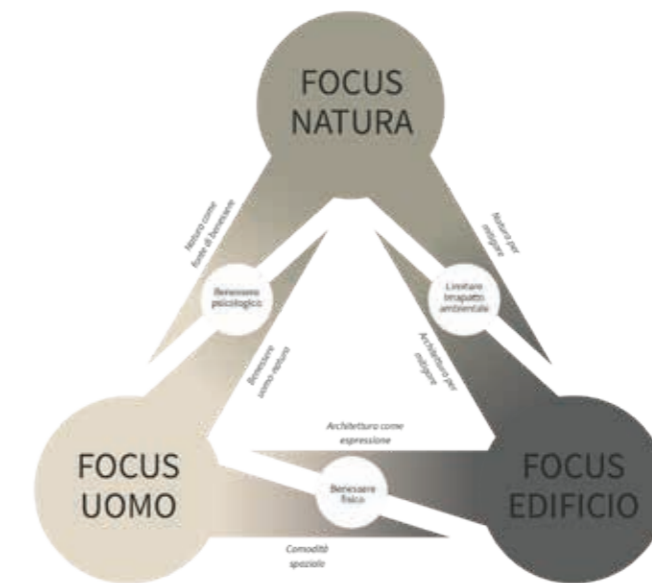 FOCUS
NATURA
Natura come
fonte di benessere
Natura per
mitigare
Benessere
psicologico
Limitare
Imapatto
ambientale
Benessere
uomo-natura
Architettura per
mitigare
Architettura come
espressione
FOCUS
UOMO
Benessere
fisico
FOCUS
EDIFICIO
Comodità
spaziale